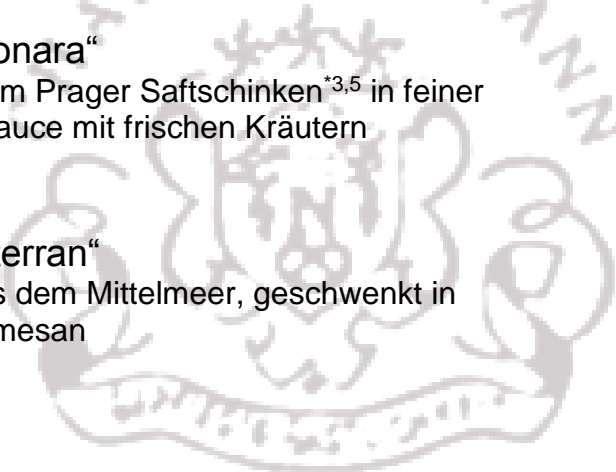 onara“
m Prager Saftschinken*3,5 in feiner
auce mit frischen Kräutern
erran“
s dem Mittelmeer, geschwenkt in
mesan